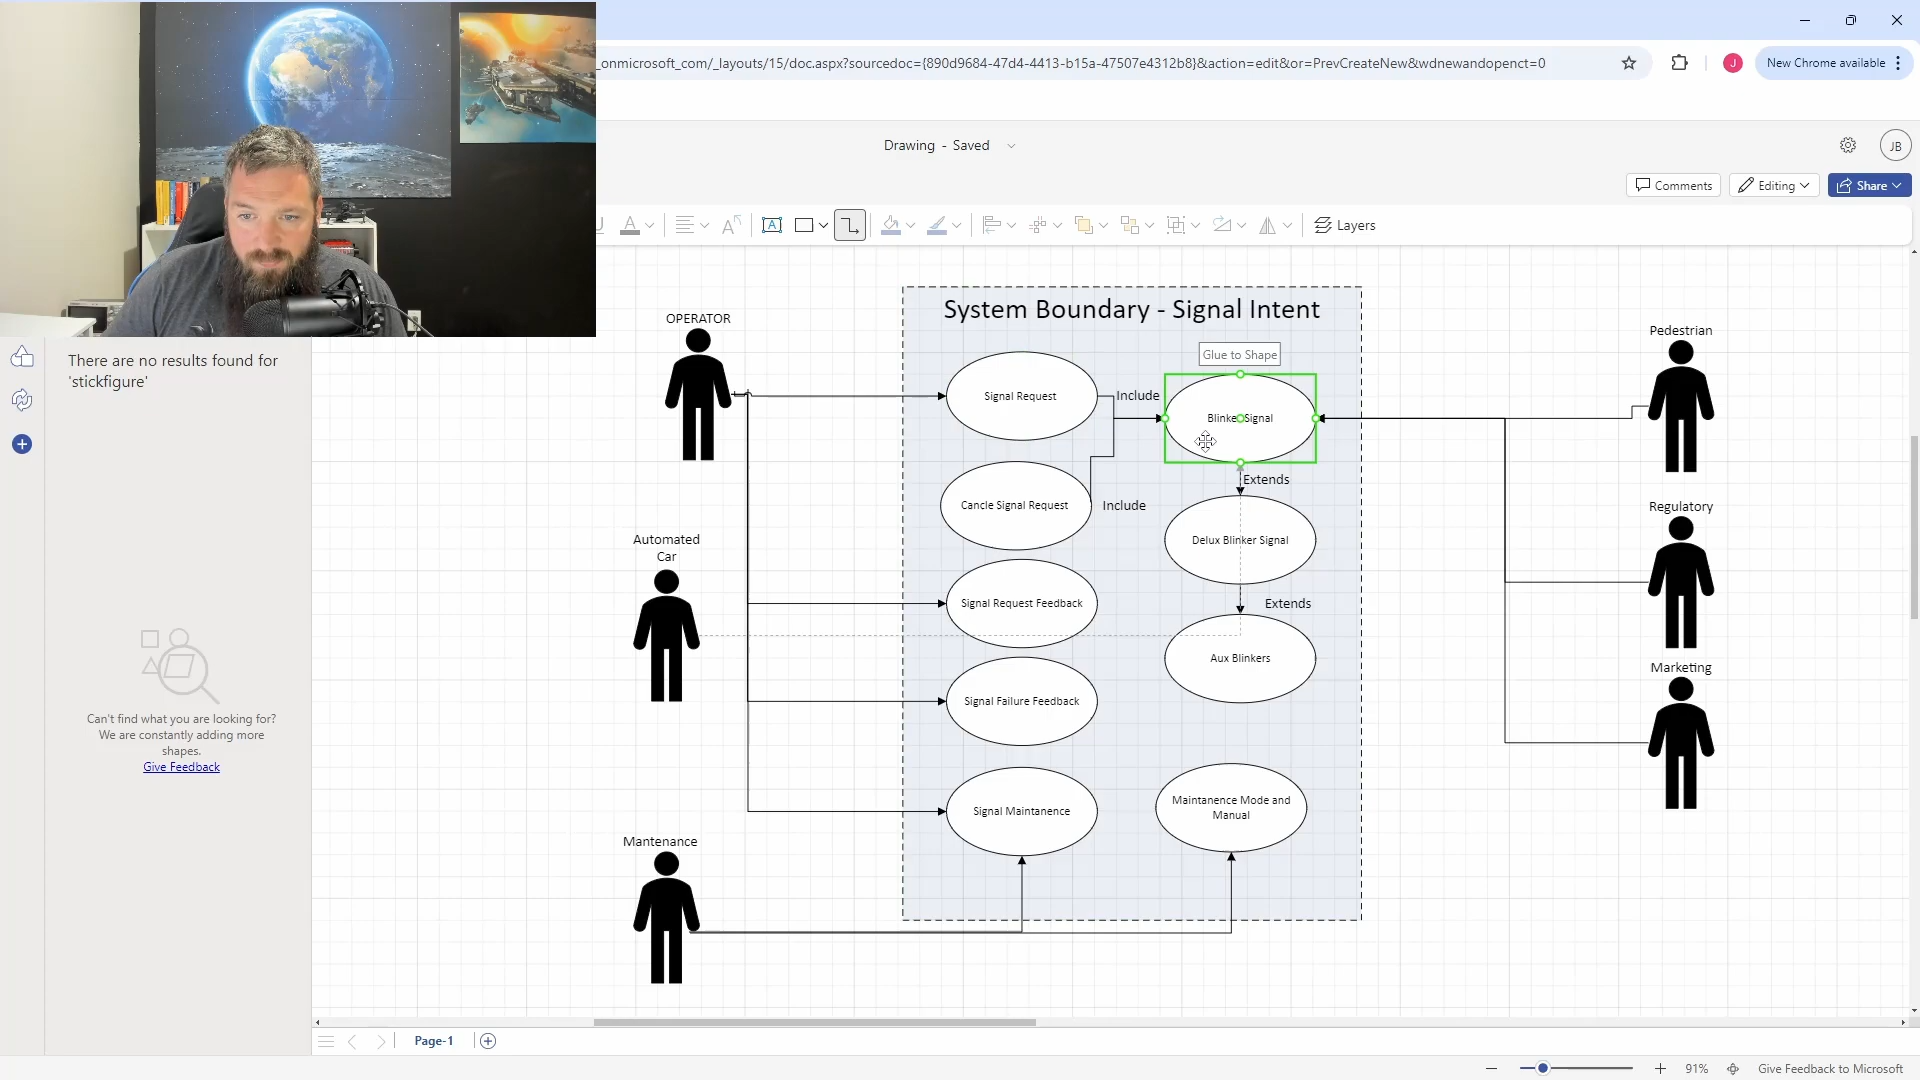 _onmicrosoft_com/_layouts/15/doc.aspx?sourcedoc={890d9684-47d4-4413-b15a-47507e4312b8}&action=edit&or=PrevCreateNew&wdnewandopenct=0
J
New Chrome available
Drawing - Saved
JB
Comments
Editing
Share
A
A
A
Layers
There are no results found for
'stickfigure'
Can't find what you are looking for?
We are constantly adding more
shapes.
Give Feedback
System Boundary - Signal Intent
OPERATOR
Pedestrian
Glue to Shape
Signal Request
Include
Blinker Signal
Extends
Cancle Signal Request
Include
Regulatory
Automated
Car
Delux Blinker Signal
Signal Request Feedback
Extends
Aux Blinkers
Marketing
Signal Failure Feedback
Signal Maintanence
Maintanence Mode and
Manual
Mantenance
Page-1
91%
Give Feedback to Microsoft